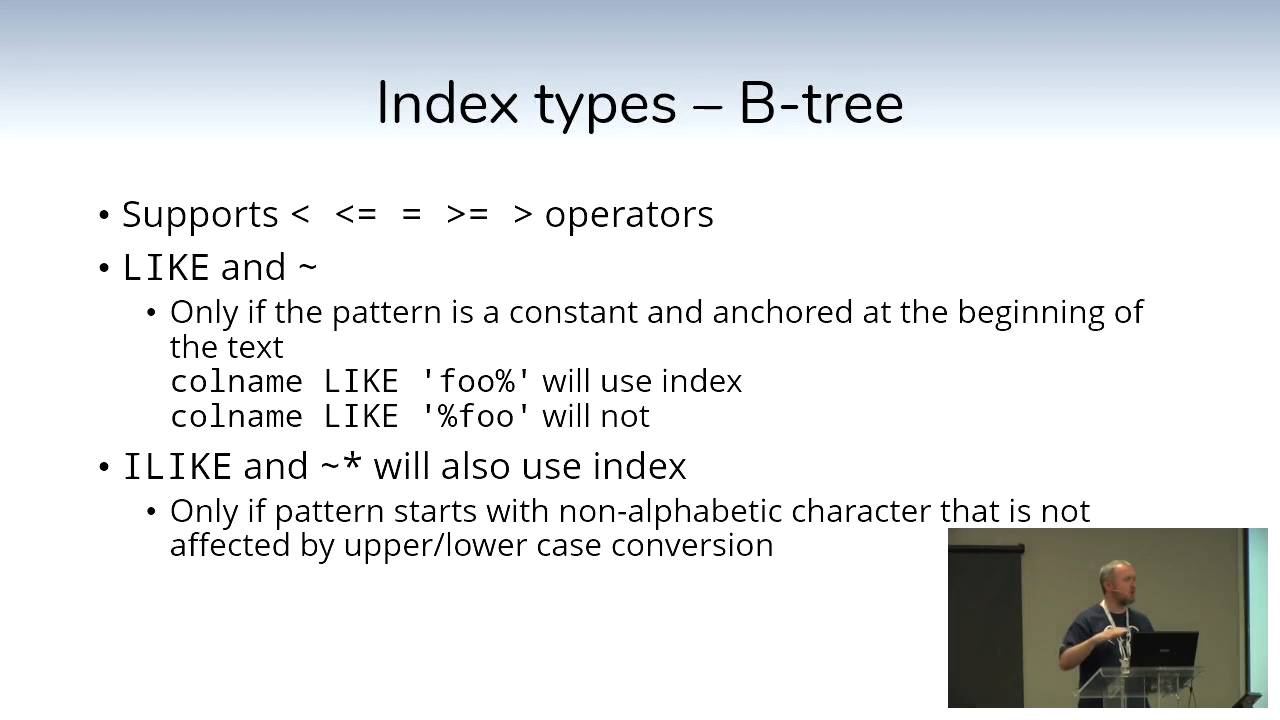 Index types – B-tree
• Supports < <= = >= > operators
• LIKE and ~
• Only if the pattern is a constant and anchored at the beginning of
the text
colname LIKE 'foo%' will use index
colname LIKE '%foo' will not
• ILIKE and ~* will also use index
• Only if pattern starts with non-alphabetic character that is not
affected by upper/lower case conversion